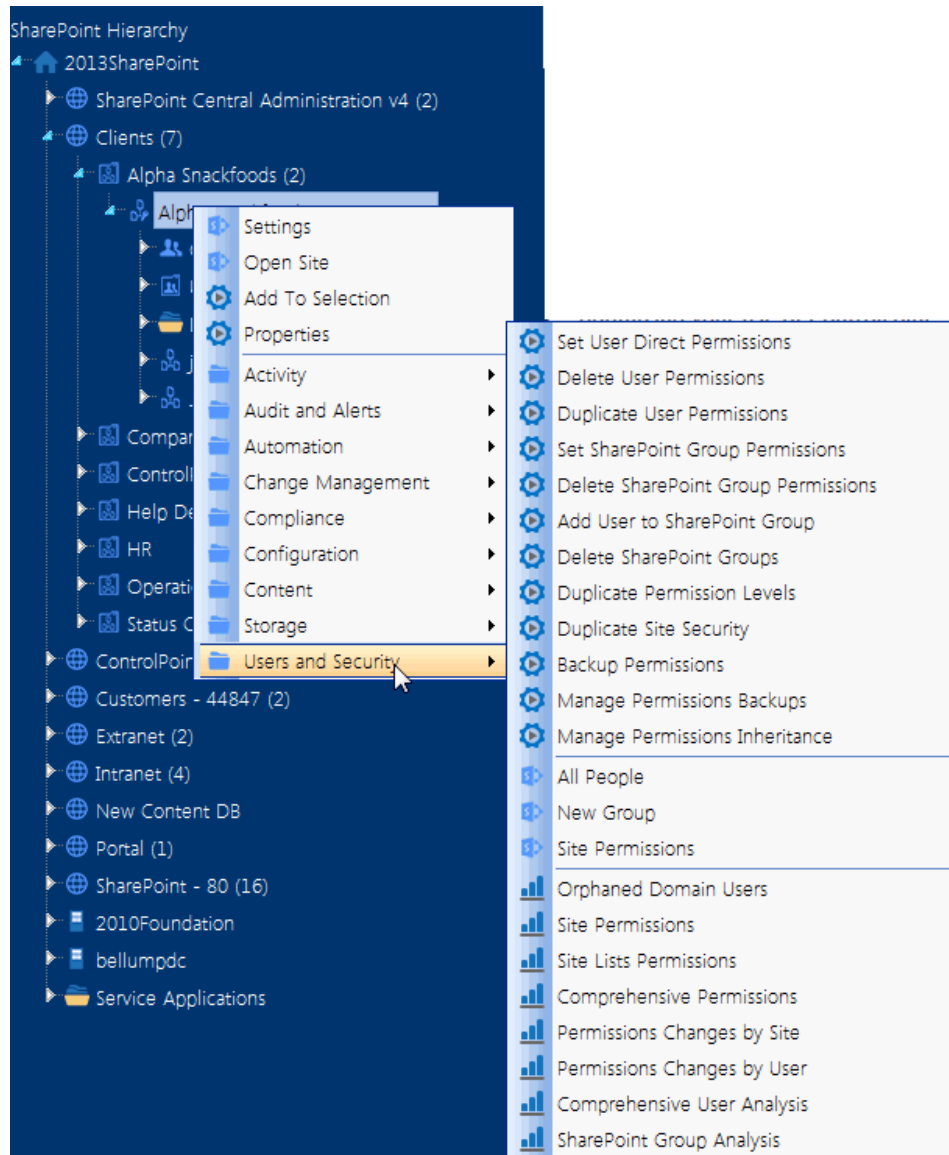 SharePoint Hierarchy
2013SharePoint
SharePoint Central Administration v4 (2)
Clients (7)
Alpha Snackfoods (2)
Settings
Open Site
Add To Selection
Properties
Activity
Audit and Alerts
Automation
Change Management
Compliance
Configuration
Content
Storage
Users and Security
HR
Customers - 44847 (2)
Extranet (2)
Intranet (4)
New Content DB
Portal (1)
SharePoint - 80 (16)
2010Foundation
bellumpdc
Service Applications
Set User Direct Permissions
Delete User Permissions
Duplicate User Permissions
Set SharePoint Group Permissions
Delete SharePoint Group Permissions
Add User to SharePoint Group
Delete SharePoint Groups
Duplicate Permission Levels
Duplicate Site Security
Backup Permissions
Manage Permissions Backups
Manage Permissions Inheritance
All People
New Group
Site Permissions
Orphaned Domain Users
Site Permissions
Site Lists Permissions
Comprehensive Permissions
Permissions Changes by Site
Permissions Changes by User
Comprehensive User Analysis
SharePoint Group Analysis